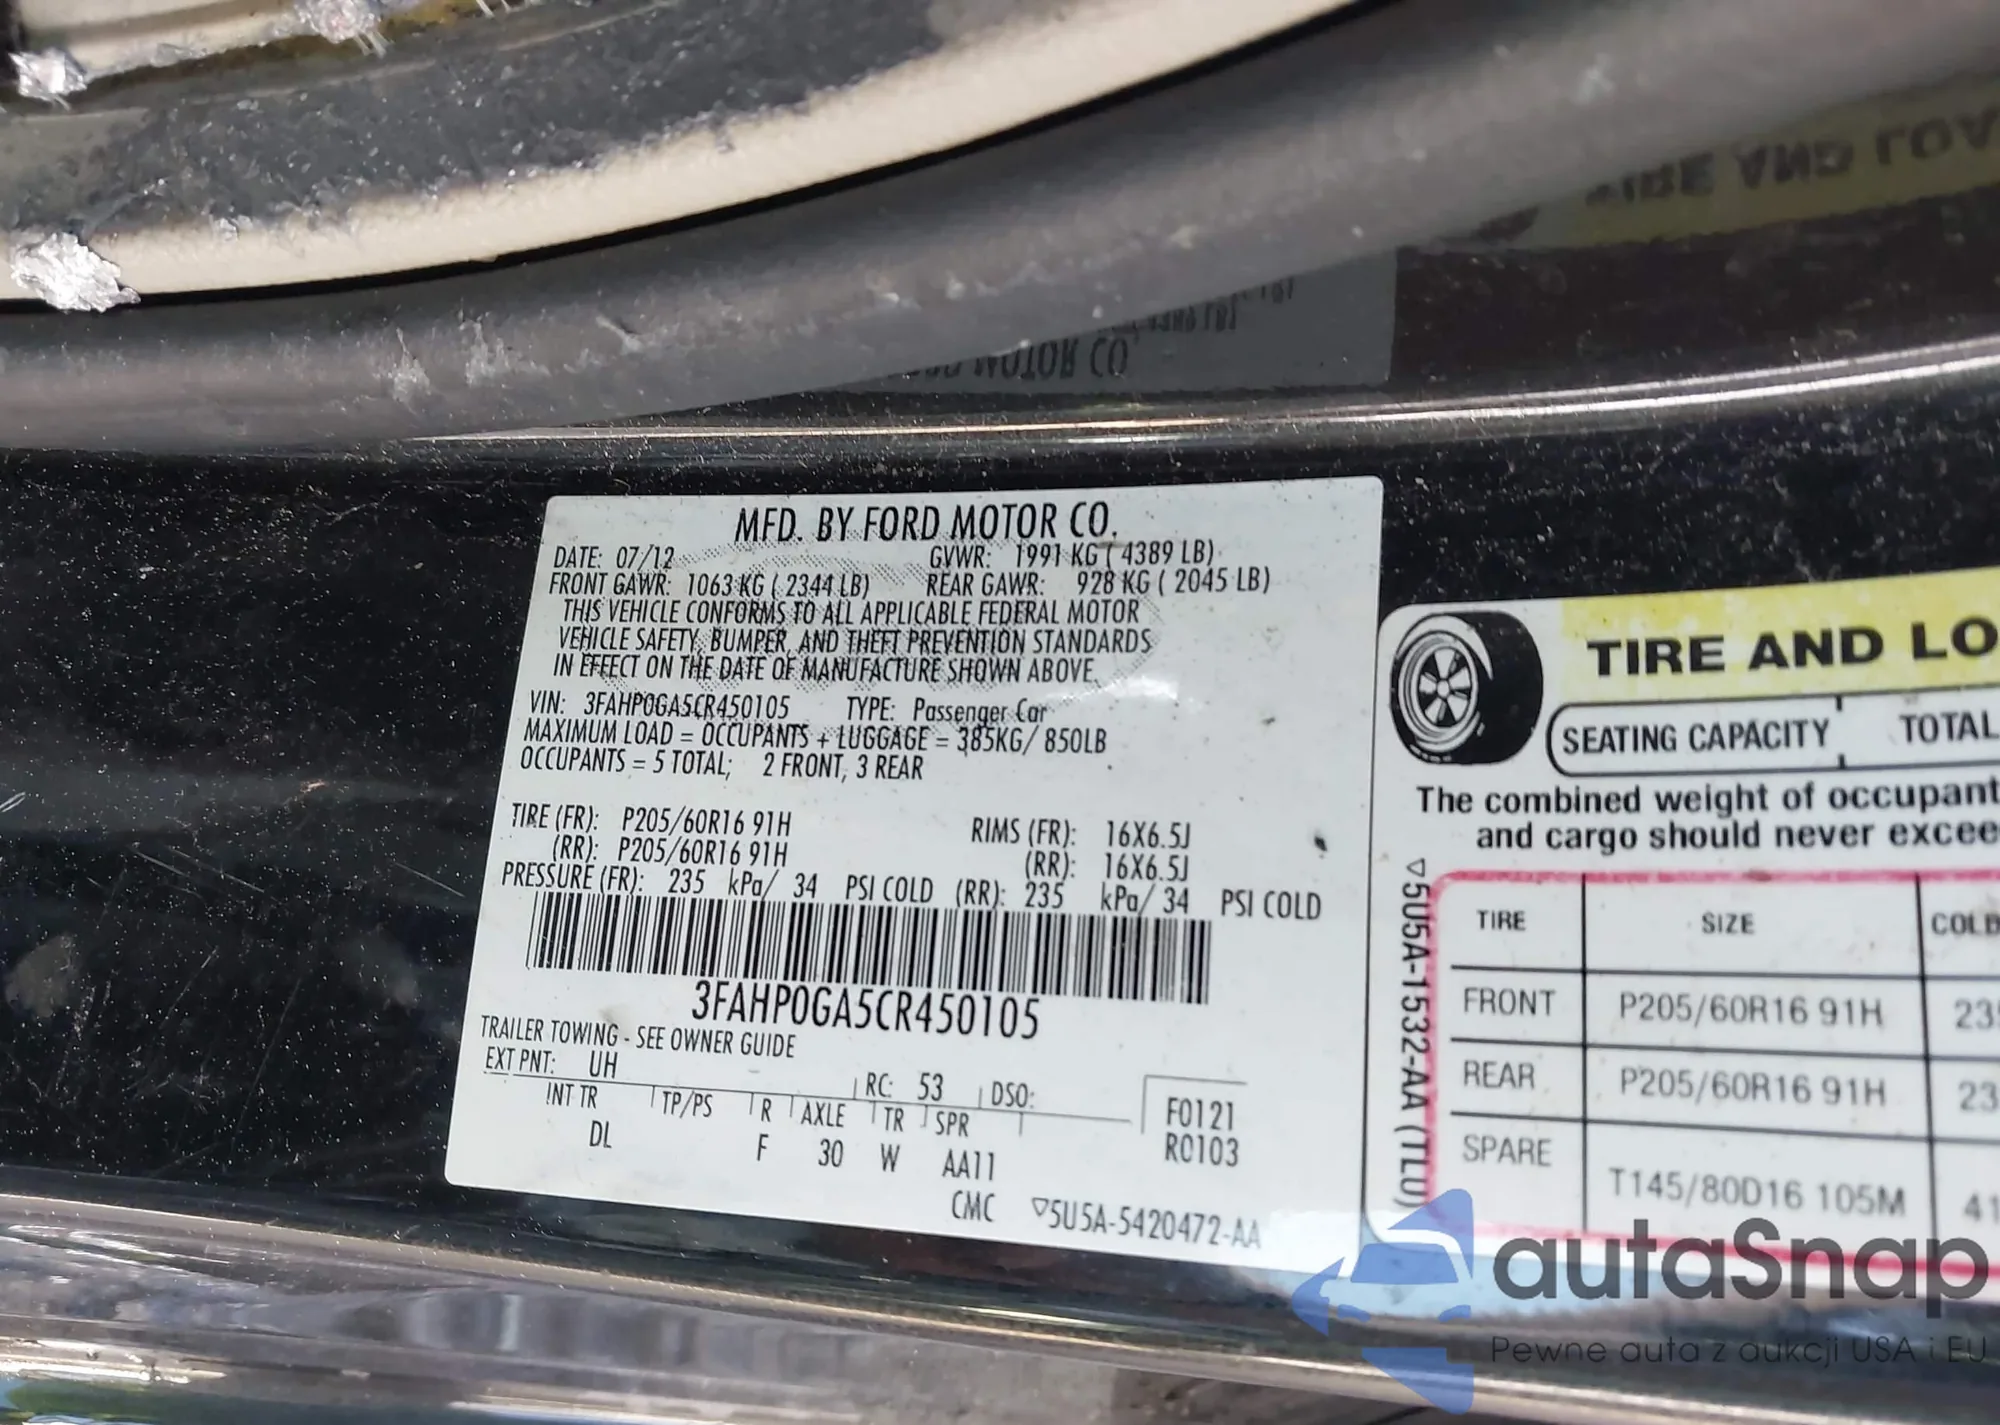 MFD. BY FORD MOTOR CO.
DATE: 07/12 GVWR: 1991 KG ( 4389 LB)
FRONT GAWR: 1063 KG ( 2344 LB) REAR GAWR: 928 KG ( 2045 LB)
THIS VEHICLE CONFORMS TO ALL APPLICABLE FEDERAL MOTOR
VEHICLE SAFETY, BUMPER, AND THEFT PREVENTION STANDARDS
IN EFFECT ON THE DATE OF MANUFACTURE SHOWN ABOVE.
VIN: 3FAHP0GA5CR450105 TYPE: Passenger Car
MAXIMUM LOAD = OCCUPANTS + LUGGAGE = 385KG/ 850LB
OCCUPANTS = 5 TOTAL; 2 FRONT, 3 REAR
TIRE (FR): P205/60R16 91H RIMS (FR): 16X6.5J
(RR): P205/60R16 91H (RR): 16X6.5J
PRESSURE (FR): 235 kPa/ 34 PSI COLD (RR): 235 kPa/ 34 PSI COLD
3FAHP0GA5CR450105
TRAILER TOWING - SEE OWNER GUIDE
EXT PNT: UH RC: 53 DSO:
INT TR TP/PS R AXLE TR SPR F0121
DL F 30 W AA11 R0103
CMC ▽5U5A-5420472-AA
TIRE AND LO
SEATING CAPACITY TOTAL
The combined weight of occupant
and cargo should never excee
▽5U5A-1532-AA (TLU)
TIRE SIZE COLD
FRONT P205/60R16 91H 235
REAR P205/60R16 91H 23
SPARE T145/80D16 105M 41
autaSnap
Pewne auta z aukcji USA i EU